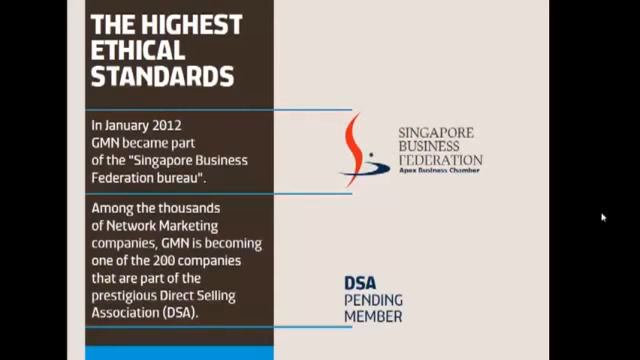 THE HIGHEST
ETHICAL
STANDARDS
In January 2012
GMN became part
of the "Singapore Business
Federation bureau".
SINGAPORE
BUSINESS
FEDERATION
Apex Business Chamber
Among the thousands
of Network Marketing
companies, GMN is becoming
one of the 200 companies
that are part of the
prestigious Direct Selling
Association (DSA).
DSA
PENDING
MEMBER